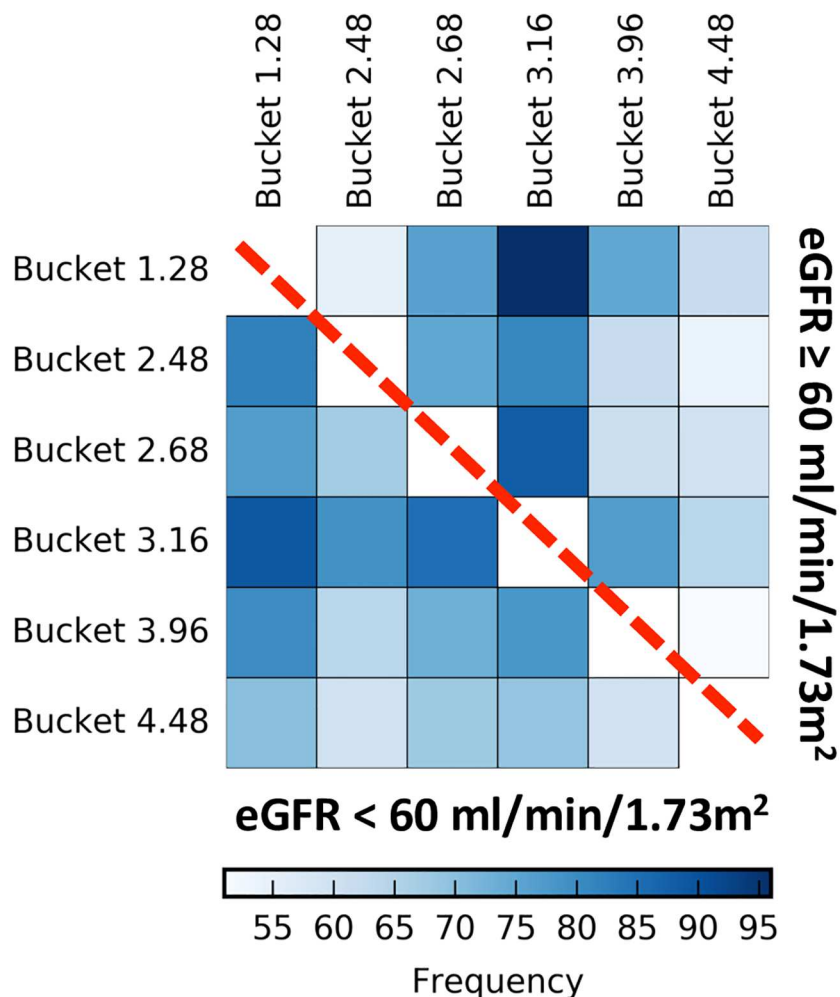 Bucket 1.28
Bucket 2.48
Bucket 2.68
Bucket 3.16
Bucket 3.96
Bucket 4.48
Bucket 1.28
Bucket 2.48
Bucket 2.68
Bucket 3.16
Bucket 3.96
Bucket 4.48
eGFR ≥ 60 ml/min/1.73m²
eGFR < 60 ml/min/1.73m²
55 60 65 70 75 80 85 90 95
Frequency